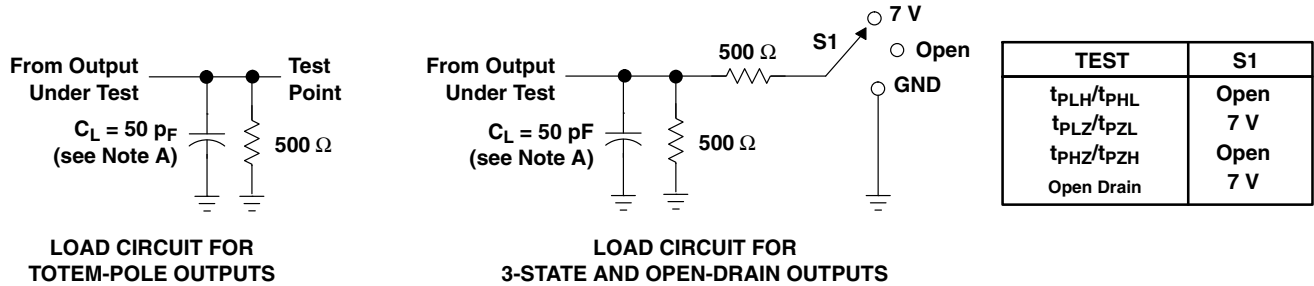 From Output
Under Test
Test
Point
C_L = 50 p_F
(see Note A)
500 Ω
LOAD CIRCUIT FOR
TOTEM-POLE OUTPUTS
From Output
Under Test
C_L = 50 pF
(see Note A)
500 Ω
500 Ω
S1
7 V
Open
GND
LOAD CIRCUIT FOR
3-STATE AND OPEN-DRAIN OUTPUTS
TEST S1
t_PLH/t_PHL Open
t_PLZ/t_PZL 7 V
t_PHZ/t_PZH Open
Open Drain 7 V